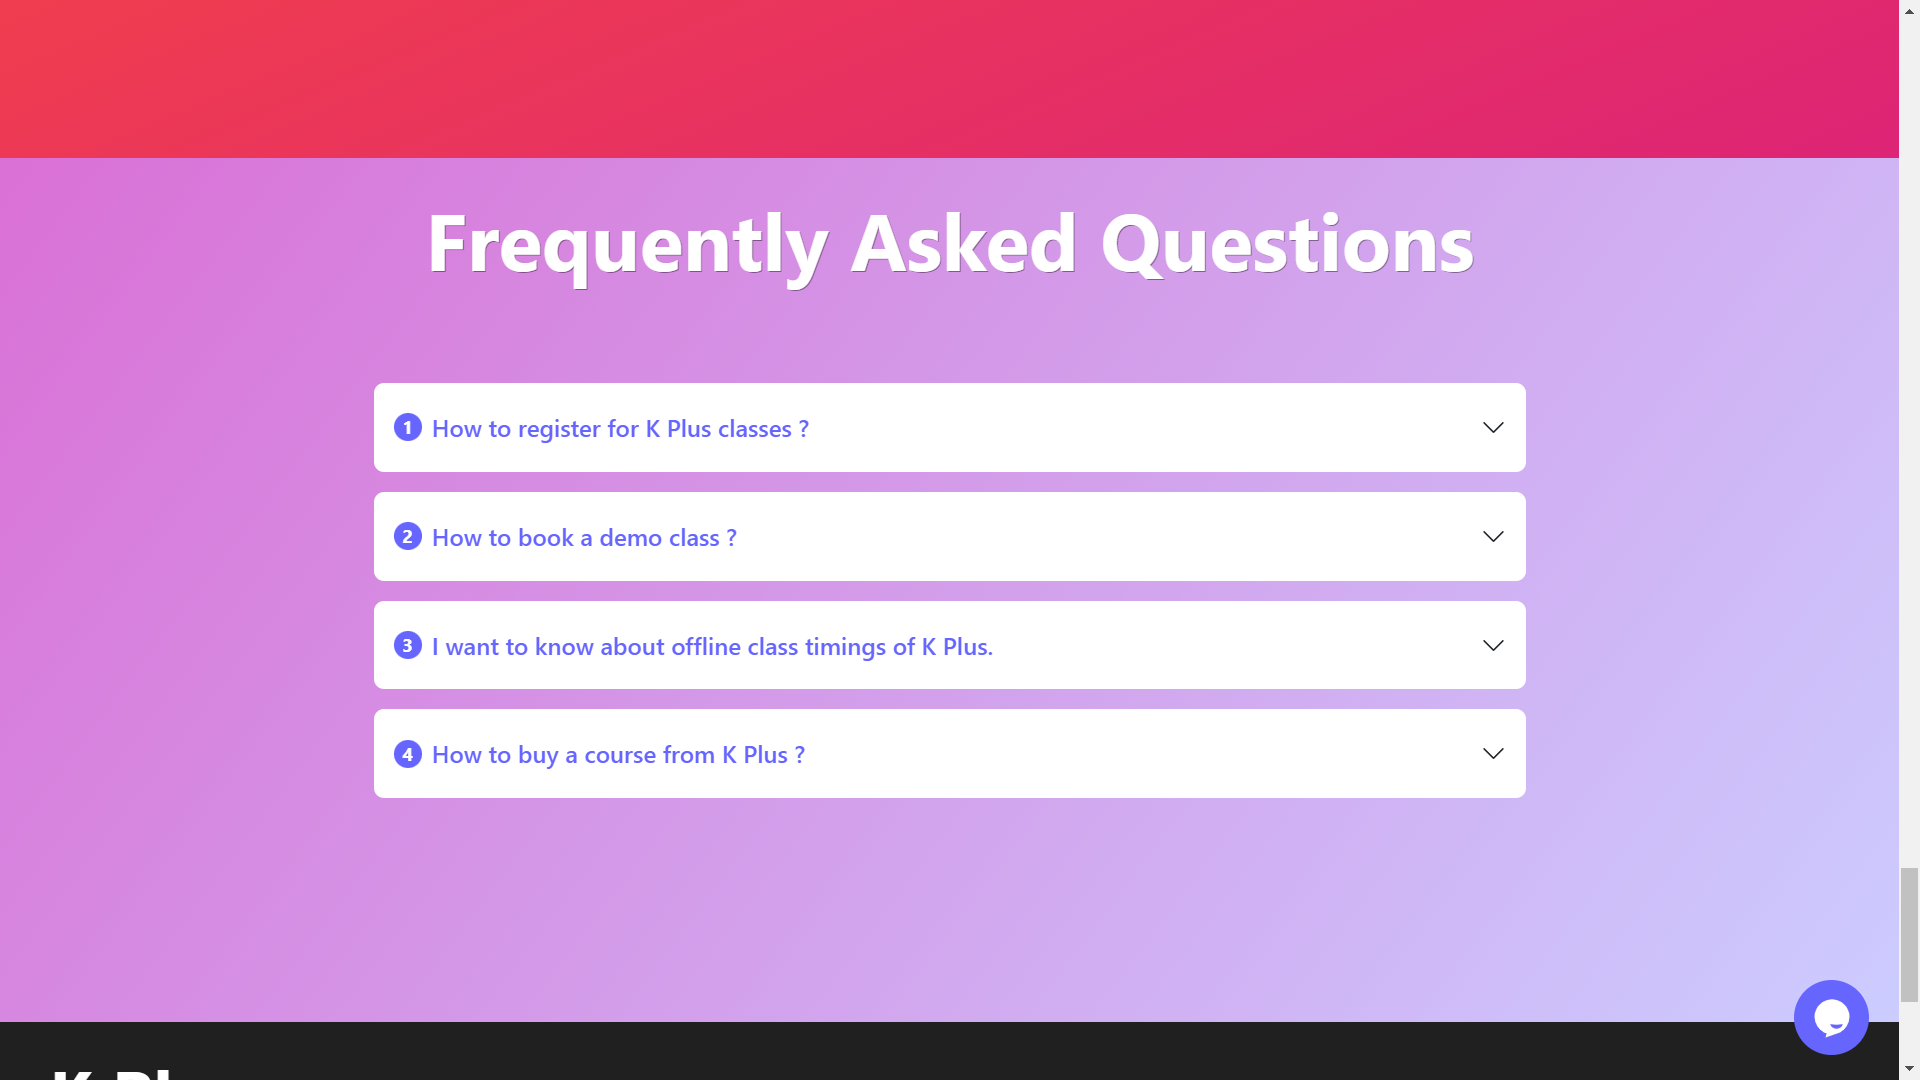 Frequently Asked Questions
1 How to register for K Plus classes ?
2 How to book a demo class ?
3 I want to know about offline class timings of K Plus.
4 How to buy a course from K Plus ?